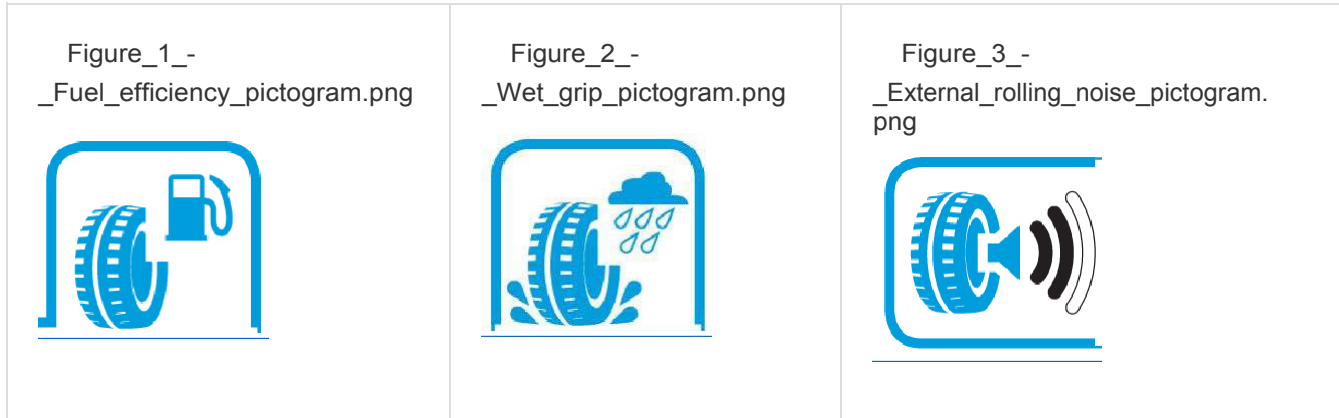 Figure_1_-
_Fuel_efficiency_pictogram.png
Figure_2_-
_Wet_grip_pictogram.png
Figure_3_-
_External_rolling_noise_pictogram.
png